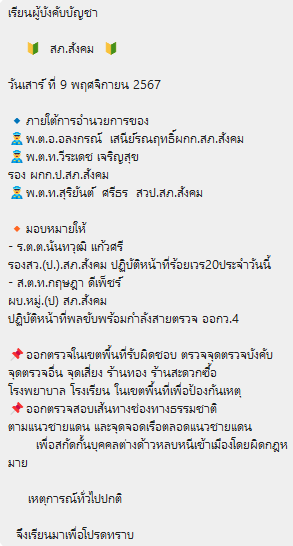 เรียนผู้บังคับบัญชา
🔰 สภ.สังคม 🔰
วันเสาร์ ที่ 9 พฤศจิกายน 2567
🔹ภายใต้การอำนวยการของ
👮พ.ต.อ.อลงกรณ์ เสนีย์รณฤทธิ์ผกก.สภ.สังคม
👮พ.ต.ท.วีระเดช เจริญสุข
รอง ผกก.ป.สภ.สังคม
👮พ.ต.ท.สุริยันต์ ศรีธร สวป.สภ.สังคม
🔸มอบหมายให้
- ร.ต.ต.นันทวุฒิ แก้วศรี
รองสว.(ป.).สภ.สังคม ปฏิบัติหน้าที่ร้อยเวร20ประจำวันนี้
- ส.ต.ท.กฤษฎา ดีเพ็ชร์
ผบ.หมู่.(ป) สภ.สังคม
ปฏิบัติหน้าที่พลขับพร้อมกำลังสายตรวจ ออกว.4
📌ออกตรวจในเขตพื้นที่รับผิดชอบ ตรวจจุดตรวจบังคับ
จุดตรวจอื่น จุดเสี่ยง ร้านทอง ร้านสะดวกซื้อ
โรงพยาบาล โรงเรียน ในเขตพื้นที่เพื่อป้องกันเหตุ
📌ออกตรวจสอบเส้นทางช่องทางธรรมชาติ
ตามแนวชายแดน และจุดจอดเรือตลอดแนวชายแดน
เพื่อสกัดกั้นบุคคลต่างด้าวหลบหนีเข้าเมืองโดยผิดกฎห
มาย
เหตุการณ์ทั่วไปปกติ
จึงเรียนมาเพื่อโปรดทราบ